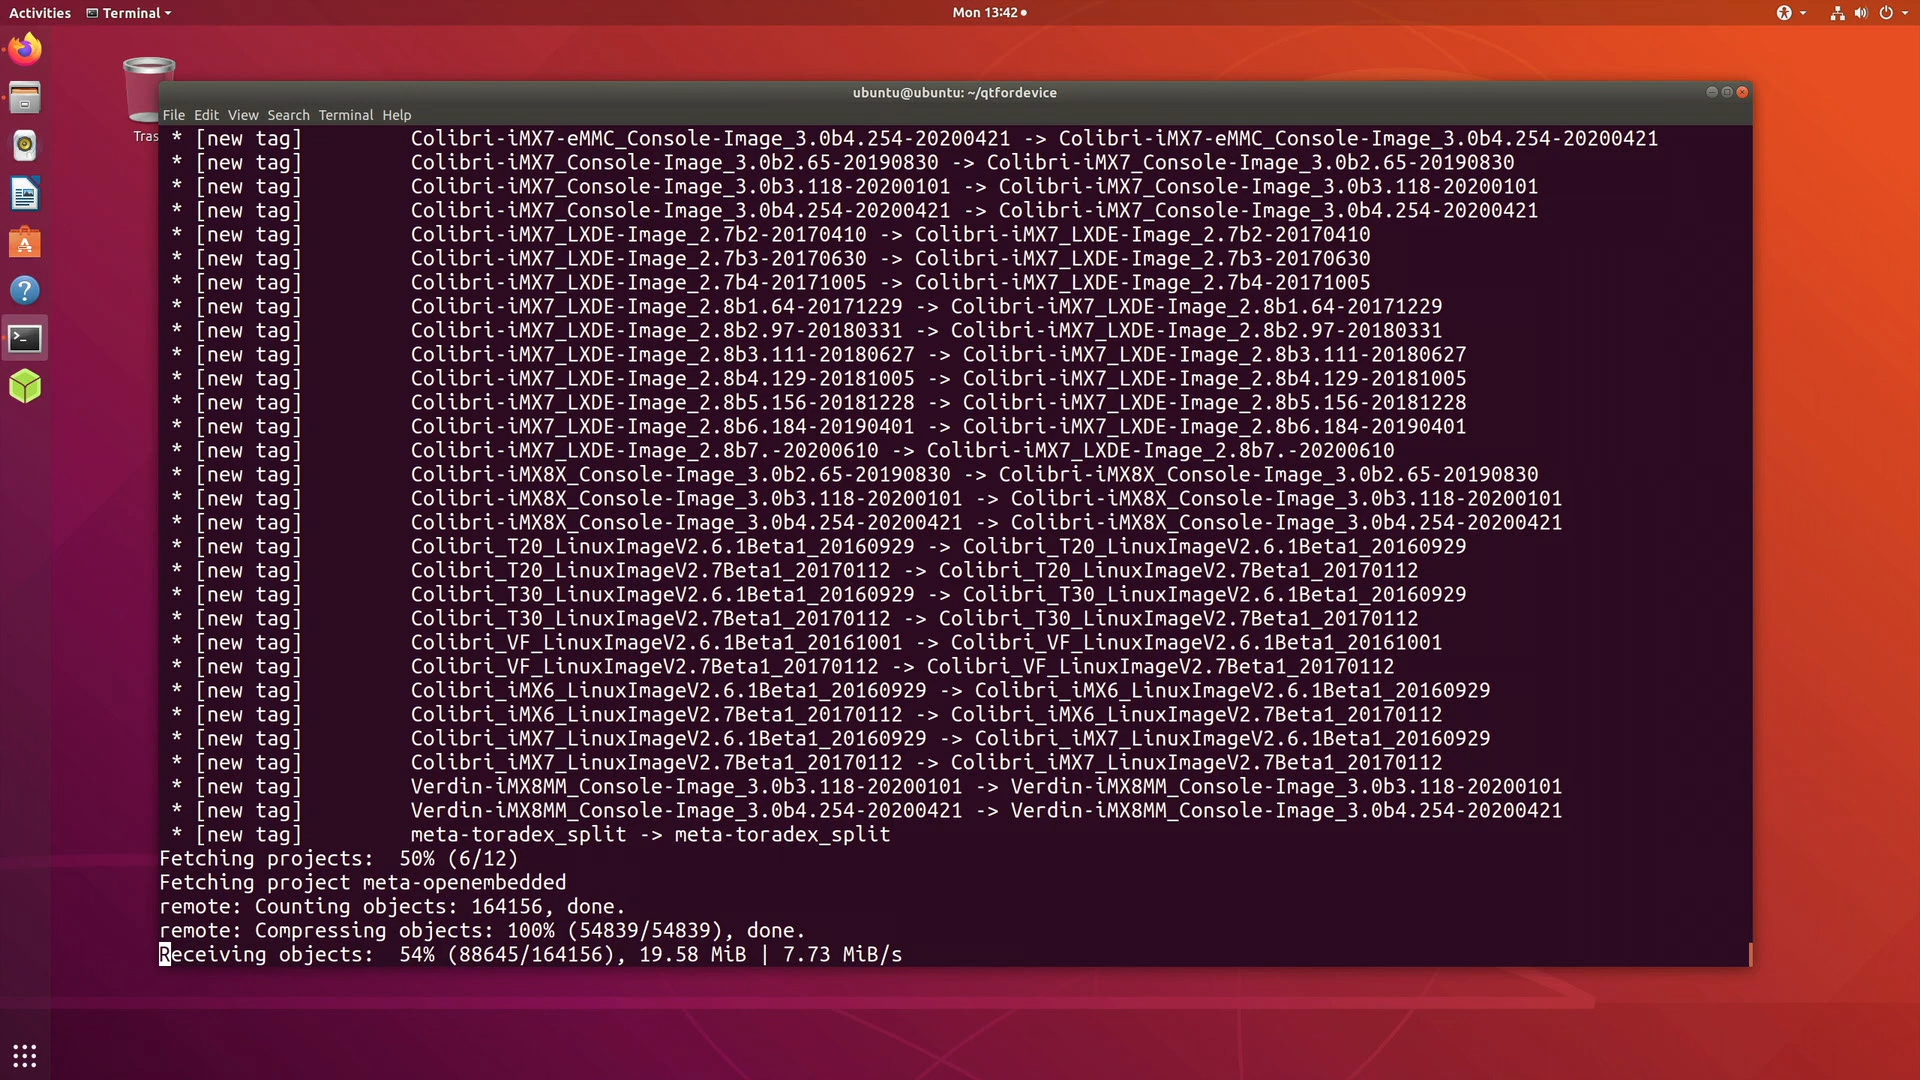 Activities Terminal Mon 13:42
Tras
ubuntu@ubuntu: ~/qtfordevice
File Edit View Search Terminal Help
* [new tag] Colibri-iMX7-eMMC_Console-Image_3.0b4.254-20200421 -> Colibri-iMX7-eMMC_Console-Image_3.0b4.254-20200421
* [new tag] Colibri-iMX7_Console-Image_3.0b2.65-20190830 -> Colibri-iMX7_Console-Image_3.0b2.65-20190830
* [new tag] Colibri-iMX7_Console-Image_3.0b3.118-20200101 -> Colibri-iMX7_Console-Image_3.0b3.118-20200101
* [new tag] Colibri-iMX7_Console-Image_3.0b4.254-20200421 -> Colibri-iMX7_Console-Image_3.0b4.254-20200421
* [new tag] Colibri-iMX7_LXDE-Image_2.7b2-20170410 -> Colibri-iMX7_LXDE-Image_2.7b2-20170410
* [new tag] Colibri-iMX7_LXDE-Image_2.7b3-20170630 -> Colibri-iMX7_LXDE-Image_2.7b3-20170630
* [new tag] Colibri-iMX7_LXDE-Image_2.7b4-20171005 -> Colibri-iMX7_LXDE-Image_2.7b4-20171005
* [new tag] Colibri-iMX7_LXDE-Image_2.8b1.64-20171229 -> Colibri-iMX7_LXDE-Image_2.8b1.64-20171229
* [new tag] Colibri-iMX7_LXDE-Image_2.8b2.97-20180331 -> Colibri-iMX7_LXDE-Image_2.8b2.97-20180331
* [new tag] Colibri-iMX7_LXDE-Image_2.8b3.111-20180627 -> Colibri-iMX7_LXDE-Image_2.8b3.111-20180627
* [new tag] Colibri-iMX7_LXDE-Image_2.8b4.129-20181005 -> Colibri-iMX7_LXDE-Image_2.8b4.129-20181005
* [new tag] Colibri-iMX7_LXDE-Image_2.8b5.156-20181228 -> Colibri-iMX7_LXDE-Image_2.8b5.156-20181228
* [new tag] Colibri-iMX7_LXDE-Image_2.8b6.184-20190401 -> Colibri-iMX7_LXDE-Image_2.8b6.184-20190401
* [new tag] Colibri-iMX7_LXDE-Image_2.8b7.-20200610 -> Colibri-iMX7_LXDE-Image_2.8b7.-20200610
* [new tag] Colibri-iMX8X_Console-Image_3.0b2.65-20190830 -> Colibri-iMX8X_Console-Image_3.0b2.65-20190830
* [new tag] Colibri-iMX8X_Console-Image_3.0b3.118-20200101 -> Colibri-iMX8X_Console-Image_3.0b3.118-20200101
* [new tag] Colibri-iMX8X_Console-Image_3.0b4.254-20200421 -> Colibri-iMX8X_Console-Image_3.0b4.254-20200421
* [new tag] Colibri_T20_LinuxImageV2.6.1Beta1_20160929 -> Colibri_T20_LinuxImageV2.6.1Beta1_20160929
* [new tag] Colibri_T20_LinuxImageV2.7Beta1_20170112 -> Colibri_T20_LinuxImageV2.7Beta1_20170112
* [new tag] Colibri_T30_LinuxImageV2.6.1Beta1_20160929 -> Colibri_T30_LinuxImageV2.6.1Beta1_20160929
* [new tag] Colibri_T30_LinuxImageV2.7Beta1_20170112 -> Colibri_T30_LinuxImageV2.7Beta1_20170112
* [new tag] Colibri_VF_LinuxImageV2.6.1Beta1_20161001 -> Colibri_VF_LinuxImageV2.6.1Beta1_20161001
* [new tag] Colibri_VF_LinuxImageV2.7Beta1_20170112 -> Colibri_VF_LinuxImageV2.7Beta1_20170112
* [new tag] Colibri_iMX6_LinuxImageV2.6.1Beta1_20160929 -> Colibri_iMX6_LinuxImageV2.6.1Beta1_20160929
* [new tag] Colibri_iMX6_LinuxImageV2.7Beta1_20170112 -> Colibri_iMX6_LinuxImageV2.7Beta1_20170112
* [new tag] Colibri_iMX7_LinuxImageV2.6.1Beta1_20160929 -> Colibri_iMX7_LinuxImageV2.6.1Beta1_20160929
* [new tag] Colibri_iMX7_LinuxImageV2.7Beta1_20170112 -> Colibri_iMX7_LinuxImageV2.7Beta1_20170112
* [new tag] Verdin-iMX8MM_Console-Image_3.0b3.118-20200101 -> Verdin-iMX8MM_Console-Image_3.0b3.118-20200101
* [new tag] Verdin-iMX8MM_Console-Image_3.0b4.254-20200421 -> Verdin-iMX8MM_Console-Image_3.0b4.254-20200421
* [new tag] meta-toradex_split -> meta-toradex_split
Fetching projects: 50% (6/12)
Fetching project meta-openembedded
remote: Counting objects: 164156, done.
remote: Compressing objects: 100% (54839/54839), done.
Receiving objects: 54% (88645/164156), 19.58 MiB | 7.73 MiB/s